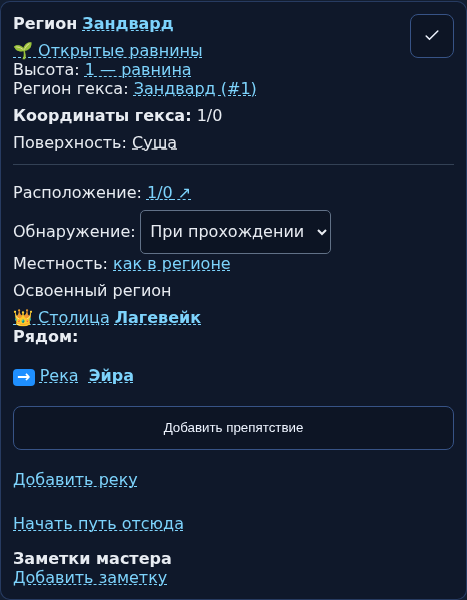 Регион Зандвард
🌱 Открытые равнины
Высота: 1 — равнина
Регион гекса: Зандвард (#1)
Координаты гекса: 1/0
Поверхность: Суша
Расположение: 1/0 ↗
Обнаружение: При прохождении
Местность: как в регионе
Освоенный регион
👑 Столица Лагевейк
Рядом:
➡ Река Эйра
Добавить препятствие
Добавить реку
Начать путь отсюда
Заметки мастера
Добавить заметку